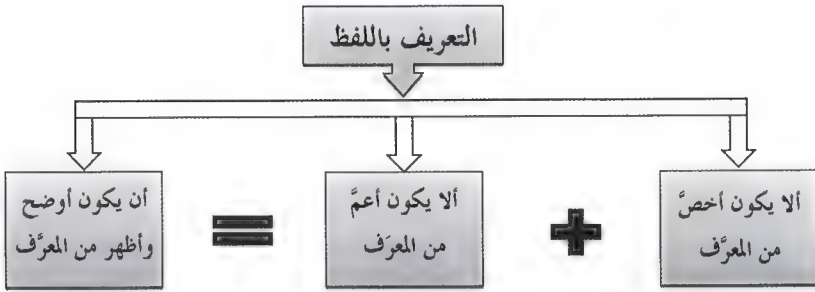 التعريف باللفظ
ألا يكون أخصَّ
من المعرَّف
ألا يكون أعمَّ
من المعرَف
أن يكون أوضح
وأظهر من المعرَّف